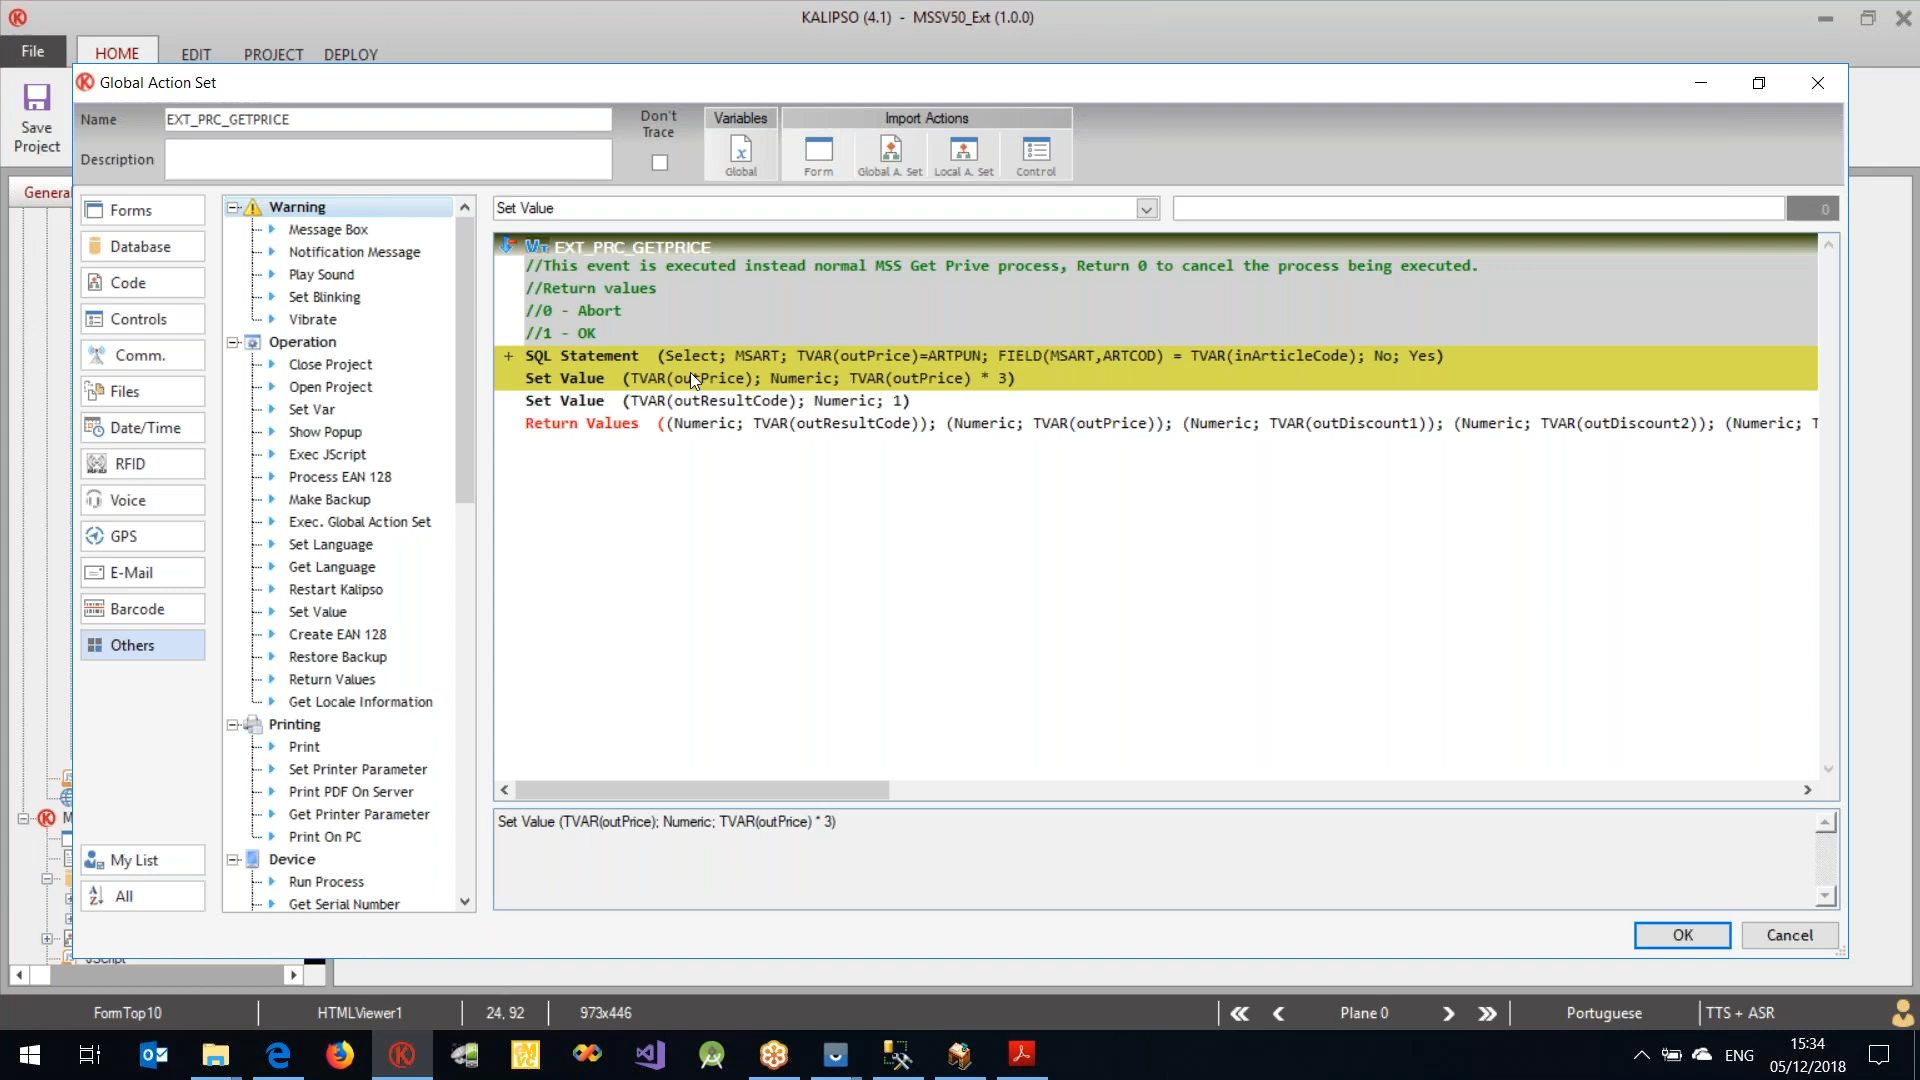 KALIPSO (4.1) - MSSV50_Ext (1.0.0)
File
HOME
EDIT
PROJECT
DEPLOY
Save
Project
Global Action Set
Name
EXT_PRC_GETPRICE
Description
Don't
Trace
Variables
Global
Import Actions
Form
Global A. Set
Local A. Set
Control
General
Forms
Database
Code
Controls
Comm.
Files
Date/Time
RFID
Voice
GPS
E-Mail
Barcode
Others
My List
All
Warning
Message Box
Notification Message
Play Sound
Set Blinking
Vibrate
Operation
Close Project
Open Project
Set Var
Show Popup
Exec JScript
Process EAN 128
Make Backup
Exec. Global Action Set
Set Language
Get Language
Restart Kalipso
Set Value
Create EAN 128
Restore Backup
Return Values
Get Locale Information
Printing
Print
Set Printer Parameter
Print PDF On Server
Get Printer Parameter
Print On PC
Device
Run Process
Get Serial Number
Set Value
0
EXT_PRC_GETPRICE
//This event is executed instead normal MSS Get Prive process, Return 0 to cancel the process being executed.
//Return values
//0 - Abort
//1 - OK
+ SQL Statement (Select; MSART; TVAR(outPrice)=ARTPUN; FIELD(MSART,ARTCOD) = TVAR(inArticleCode); No; Yes)
Set Value (TVAR(outPrice); Numeric; TVAR(outPrice) * 3)
Set Value (TVAR(outResultCode); Numeric; 1)
Return Values ((Numeric; TVAR(outResultCode)); (Numeric; TVAR(outPrice)); (Numeric; TVAR(outDiscount1)); (Numeric; TVAR(outDiscount2)); (Numeric; T
Set Value (TVAR(outPrice); Numeric; TVAR(outPrice) * 3)
OK
Cancel
M
JScript
FormTop10
HTMLViewer1
24, 92
973x446
Plane 0
Portuguese
TTS + ASR
ENG
15:34
05/12/2018